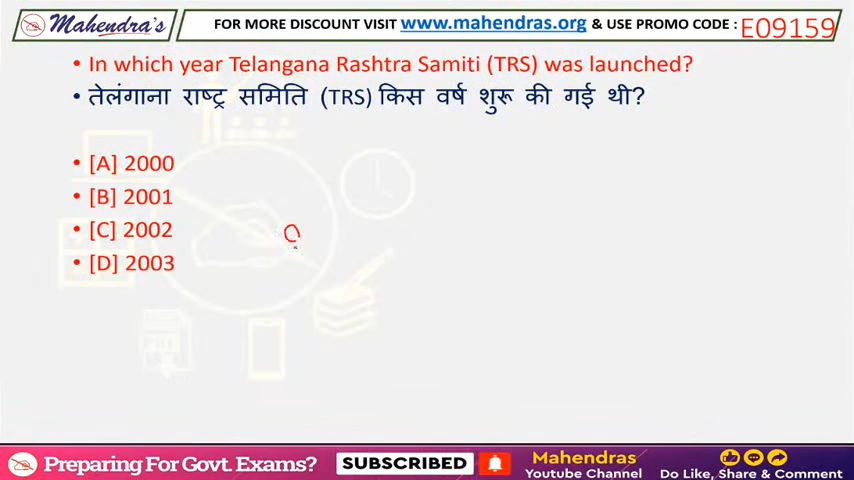 Mahendra's
FOR MORE DISCOUNT VISIT www.mahendras.org & USE PROMO CODE : E09159
• In which year Telangana Rashtra Samiti (TRS) was launched?
• तेलंगाना राष्ट्र समिति (TRS) किस वर्ष शुरू की गई थी?
• [A] 2000
• [B] 2001
• [C] 2002
• [D] 2003
Preparing For Govt. Exams?
SUBSCRIBED
Mahendras
Youtube Channel
Do Like, Share & Comment